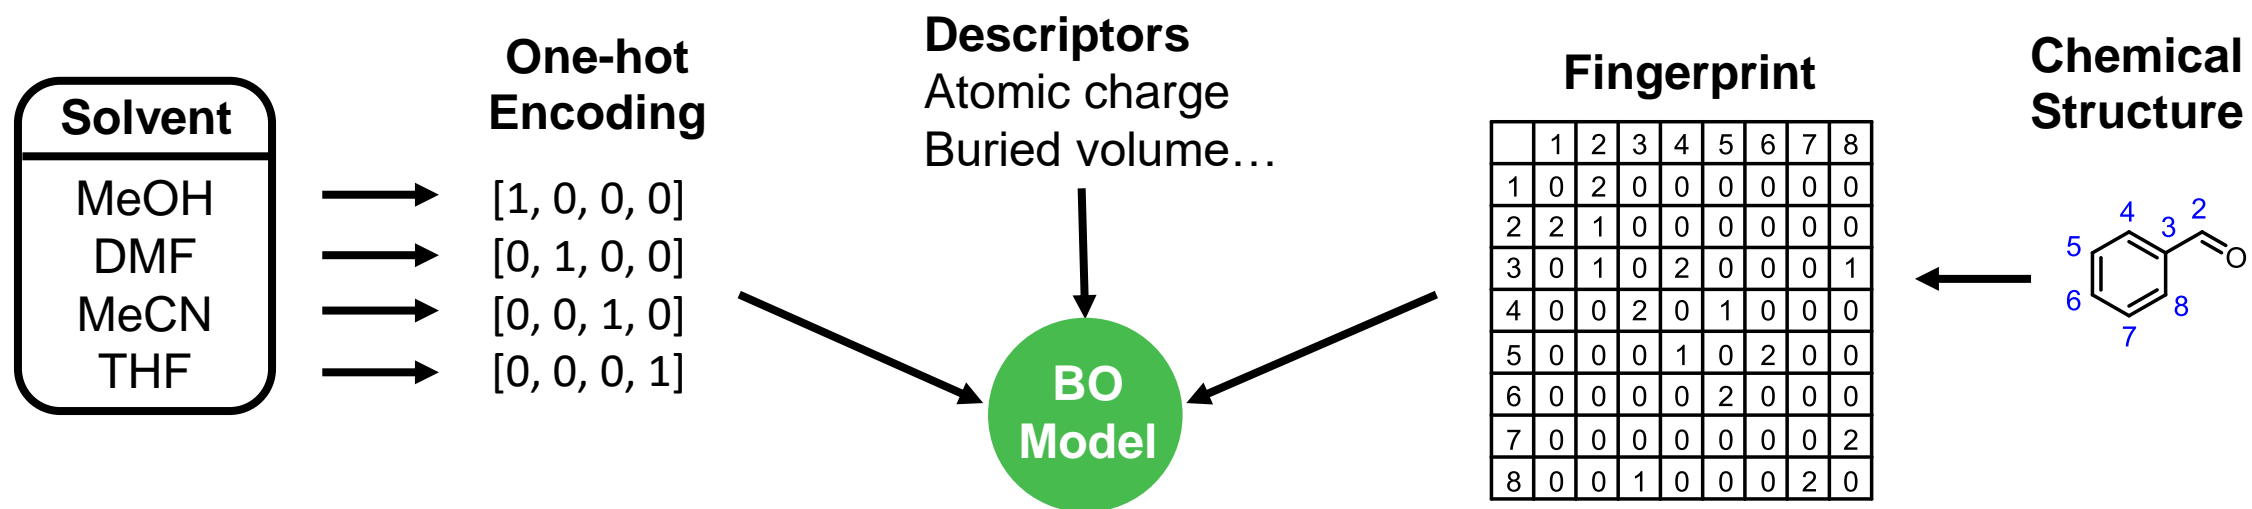 Solvent
MeOH
DMF
MeCN
THF
One-hot
Encoding
[1, 0, 0, 0]
[0, 1, 0, 0]
[0, 0, 1, 0]
[0, 0, 0, 1]
Descriptors
Atomic charge
Buried volume…
BO
Model
Fingerprint
1 2 3 4 5 6 7 8
1 0 2 0 0 0 0 0 0
2 2 1 0 0 0 0 0 0
3 0 1 0 2 0 0 0 1
4 0 0 2 0 1 0 0 0
5 0 0 0 1 0 2 0 0
6 0 0 0 0 2 0 0 0
7 0 0 0 0 0 0 0 2
8 0 0 1 0 0 0 2 0
Chemical
Structure
4 2
5 3
O
6 8
7